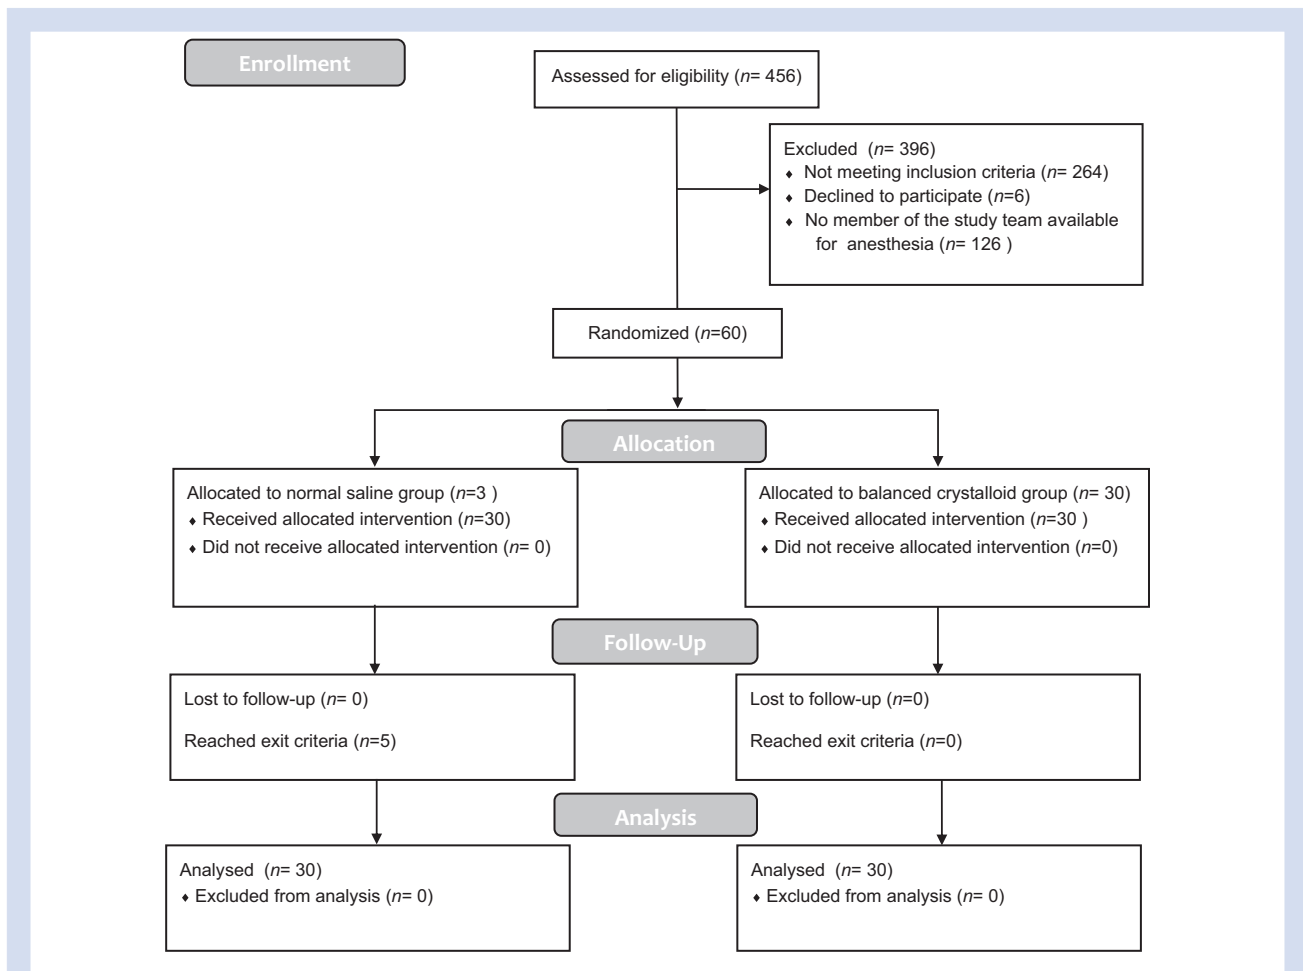 Enrollment
Assessed for eligibility (n= 456)
Excluded (n= 396)
♦ Not meeting inclusion criteria (n= 264)
♦ Declined to participate (n=6)
♦ No member of the study team available
for anesthesia (n= 126 )
Randomized (n=60)
Allocation
Allocated to normal saline group (n=3 )
♦ Received allocated intervention (n=30)
♦ Did not receive allocated intervention (n= 0)
Allocated to balanced crystalloid group (n= 30)
♦ Received allocated intervention (n=30 )
♦ Did not receive allocated intervention (n=0)
Follow-Up
Lost to follow-up (n= 0)
Reached exit criteria (n=5)
Lost to follow-up (n=0)
Reached exit criteria (n=0)
Analysis
Analysed (n= 30)
♦ Excluded from analysis (n= 0)
Analysed (n= 30)
♦ Excluded from analysis (n= 0)